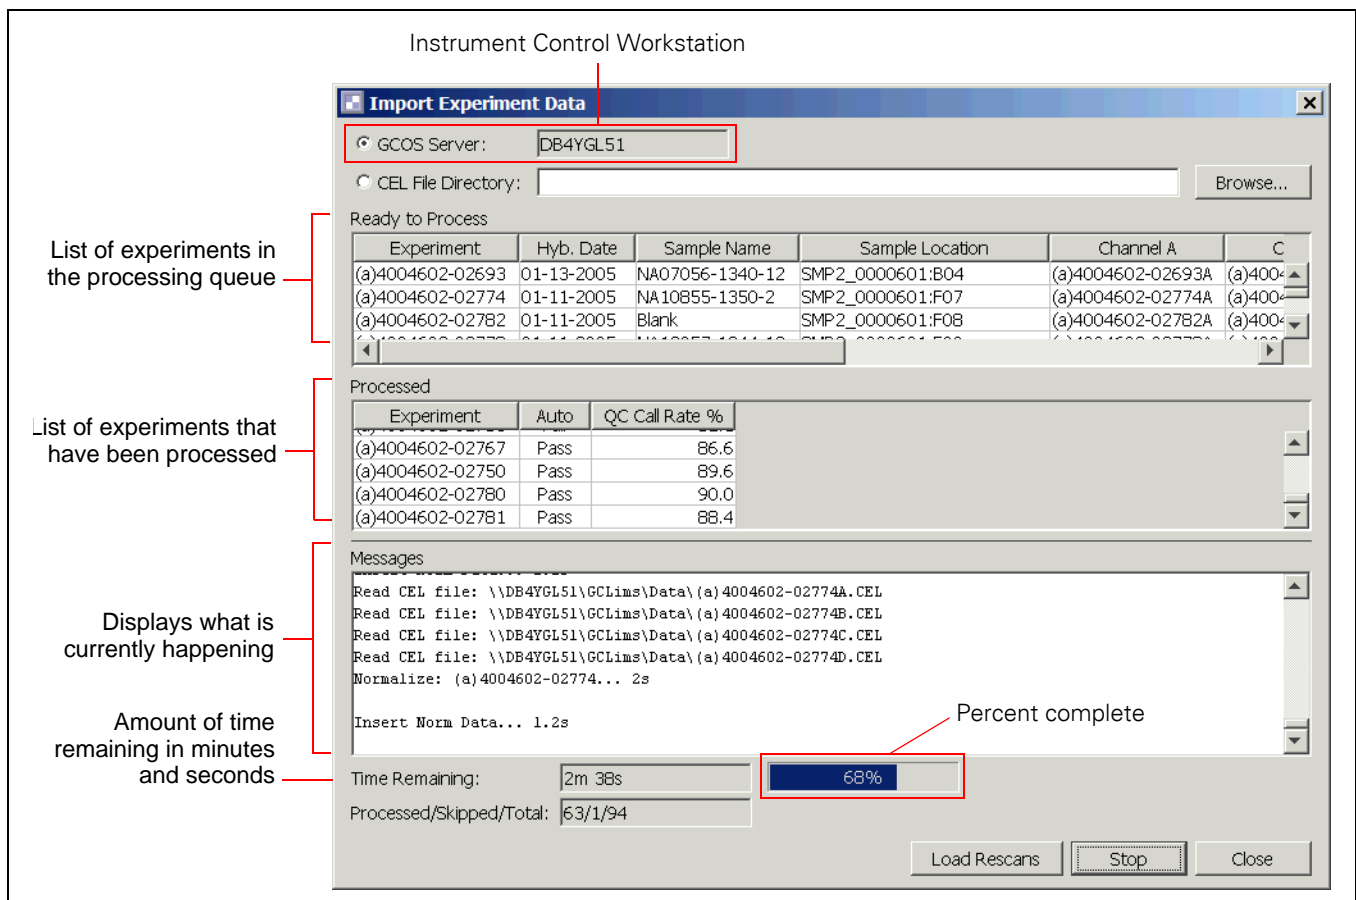 Instrument Control Workstation
Import Experiment Data
GCOS Server: DB4YGL51
CEL File Directory: Browse...
Ready to Process
List of experiments in
the processing queue
Experiment Hyb. Date Sample Name Sample Location Channel A C
(a)4004602-02693 01-13-2005 NA07056-1340-12 SMP2_0000601:B04 (a)4004602-02693A (a)400
(a)4004602-02774 01-11-2005 NA10855-1350-2 SMP2_0000601:F07 (a)4004602-02774A (a)400
(a)4004602-02782 01-11-2005 Blank SMP2_0000601:F08 (a)4004602-02782A (a)400
Processed
List of experiments that
have been processed
Experiment Auto QC Call Rate %
(a)4004602-02767 Pass 86.6
(a)4004602-02750 Pass 89.6
(a)4004602-02780 Pass 90.0
(a)4004602-02781 Pass 88.4
Messages
Displays what is
currently happening
Read CEL file: \\DB4YGL51\GCLims\Data\(a)4004602-02774A.CEL
Read CEL file: \\DB4YGL51\GCLims\Data\(a)4004602-02774B.CEL
Read CEL file: \\DB4YGL51\GCLims\Data\(a)4004602-02774C.CEL
Read CEL file: \\DB4YGL51\GCLims\Data\(a)4004602-02774D.CEL
Normalize: (a)4004602-02774... 2s
Insert Norm Data... 1.2s
Percent complete
Amount of time
remaining in minutes
and seconds
Time Remaining: 2m 38s 68%
Processed/Skipped/Total: 63/1/94
Load Rescans Stop Close